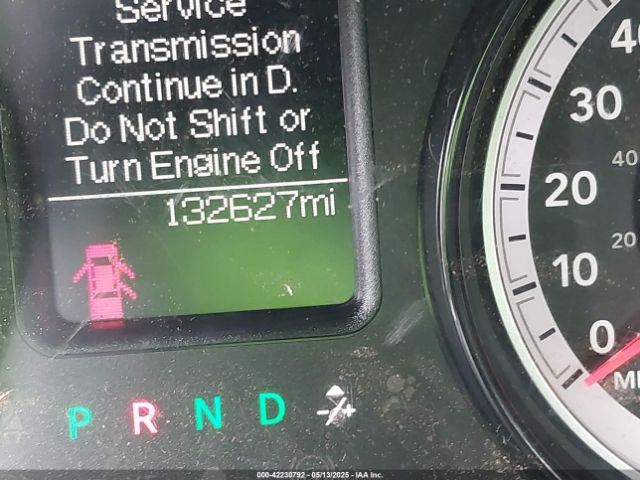 Service
Transmission
Continue in D.
Do Not Shift or
Turn Engine Off
132627mi
P R N D -/+
40
30
20
10
0
40
20
000-42230792 - 05/13/2025 - IAA Inc.